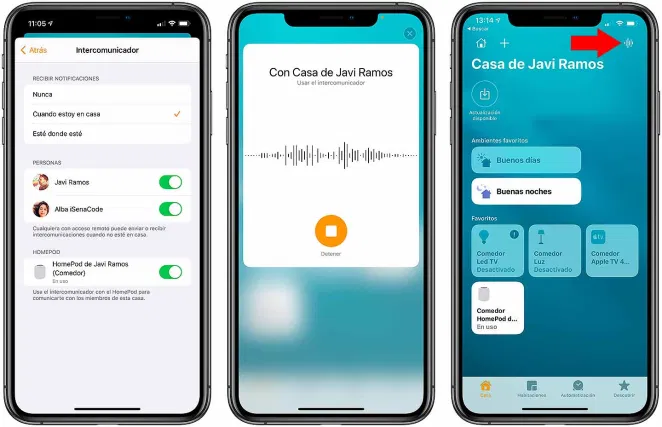 11:05
Atrás
Intercomunicador
RECIBIR NOTIFICACIONES
Nunca
Cuando estoy en casa
Esté donde esté
PERSONAS
Javi Ramos
Alba iSenaCode
Cualquiera con acceso remoto puede enviar o recibir
intercomunicaciones cuando no esté en casa.
HOMEPOD
HomePod de Javi Ramos
(Comedor)
En uso
Use el intercomunicador con el HomePod para
comunicarte con los miembros de esta casa.
Con Casa de Javi Ramos
Usar el intercomunicador
Detener
13:14
Buscar
Casa de Javi Ramos
Actualización
disponible
Ambientes favoritos
Buenos días
Buenas noches
Favoritos
Comedor
Led TV
Desactivado
Comedor
Luz
Desactivado
tv
Comedor
Apple TV 4...
Comedor
HomePod d...
En uso
Casa
Habitaciones
Automatización
Descubrir